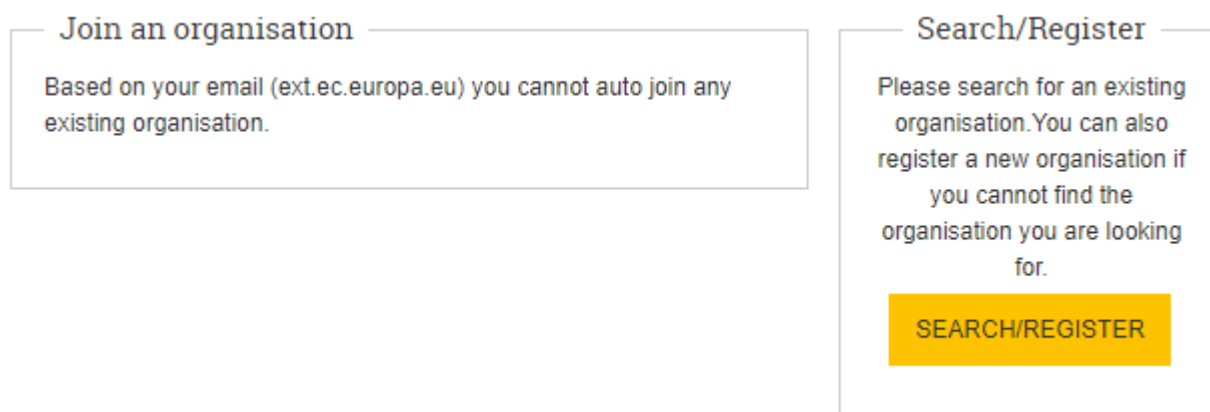 Join an organisation
Based on your email (ext.ec.europa.eu) you cannot auto join any
existing organisation.
Search/Register
Please search for an existing
organisation.You can also
register a new organisation if
you cannot find the
organisation you are looking
for.
SEARCH/REGISTER